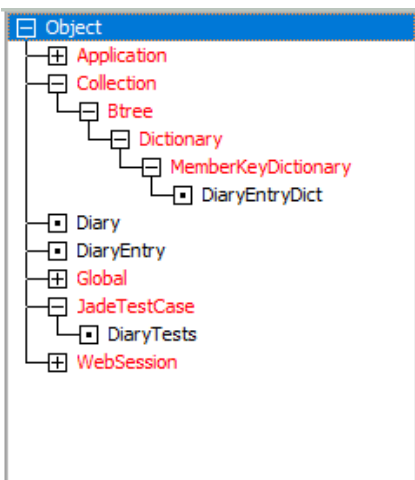 Object
Application
Collection
Btree
Dictionary
MemberKeyDictionary
DiaryEntryDict
Diary
DiaryEntry
Global
JadeTestCase
DiaryTests
WebSession